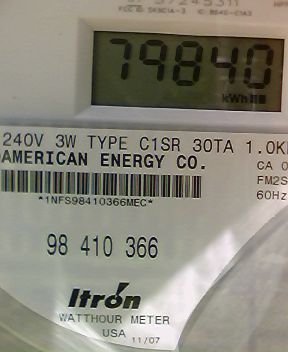 79840
kWh
240V 3W TYPE C1SR 30TA 1.0K
AMERICAN ENERGY CO.
CA 0
FM2S
60Hz
*1NFS98410366MEC*
98 410 366
Itrón
WATTHOUR METER
USA 11/07